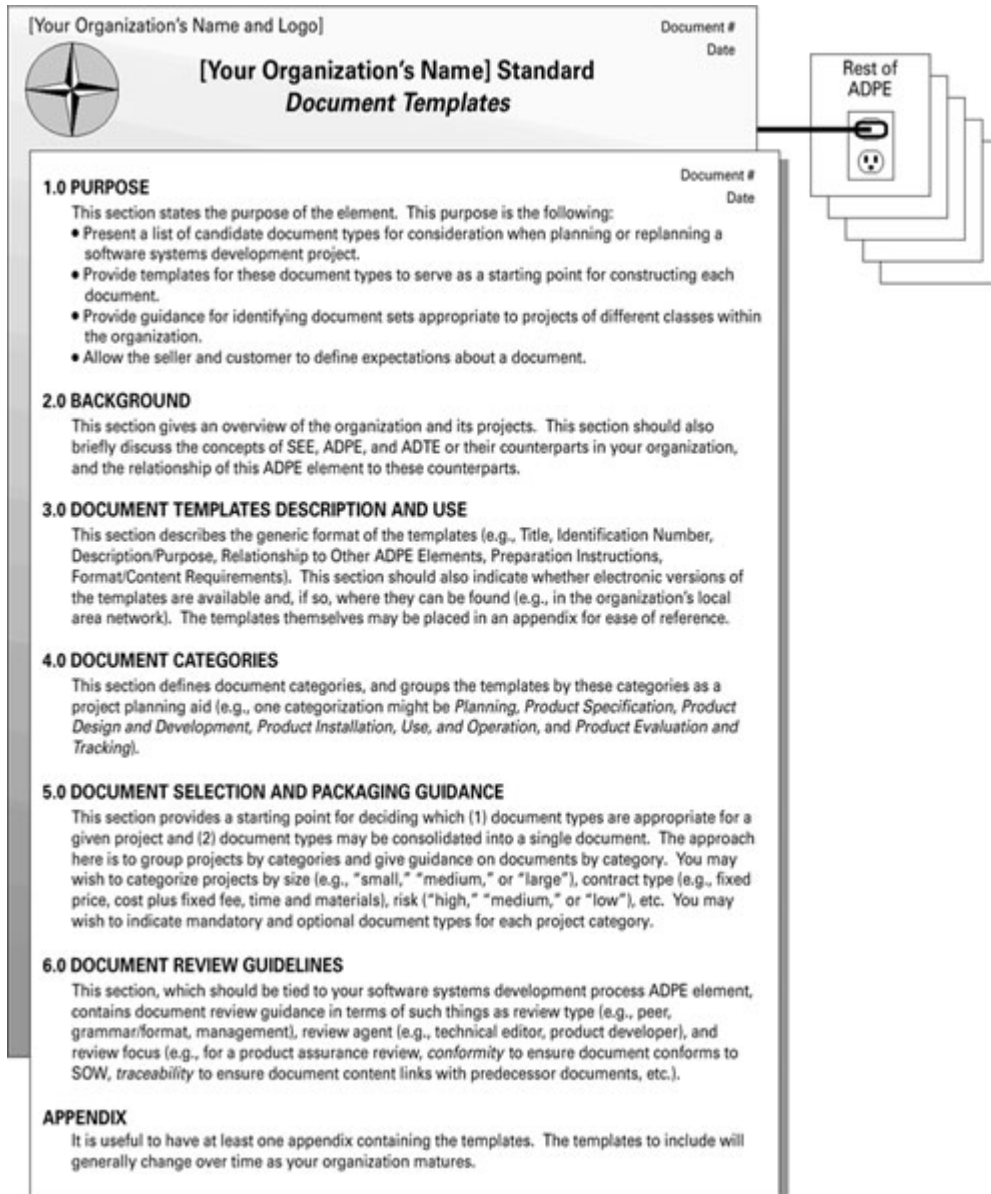 [Your Organization's Name and Logo]
Document #
Date
[Your Organization's Name] Standard
Document Templates
Rest of
ADPE
Document #
Date
1.0 PURPOSE
This section states the purpose of the element. This purpose is the following:
• Present a list of candidate document types for consideration when planning or replanning a
software systems development project.
• Provide templates for these document types to serve as a starting point for constructing each
document.
• Provide guidance for identifying document sets appropriate to projects of different classes within
the organization.
• Allow the seller and customer to define expectations about a document.
2.0 BACKGROUND
This section gives an overview of the organization and its projects. This section should also
briefly discuss the concepts of SEE, ADPE, and ADTE or their counterparts in your organization,
and the relationship of this ADPE element to these counterparts.
3.0 DOCUMENT TEMPLATES DESCRIPTION AND USE
This section describes the generic format of the templates (e.g., Title, Identification Number,
Description/Purpose, Relationship to Other ADPE Elements, Preparation Instructions,
Format/Content Requirements). This section should also indicate whether electronic versions of
the templates are available and, if so, where they can be found (e.g., in the organization's local
area network). The templates themselves may be placed in an appendix for ease of reference.
4.0 DOCUMENT CATEGORIES
This section defines document categories, and groups the templates by these categories as a
project planning aid (e.g., one categorization might be Planning, Product Specification, Product
Design and Development, Product Installation, Use, and Operation, and Product Evaluation and
Tracking).
5.0 DOCUMENT SELECTION AND PACKAGING GUIDANCE
This section provides a starting point for deciding which (1) document types are appropriate for a
given project and (2) document types may be consolidated into a single document. The approach
here is to group projects by categories and give guidance on documents by category. You may
wish to categorize projects by size (e.g., "small," "medium," or "large"), contract type (e.g., fixed
price, cost plus fixed fee, time and materials), risk ("high," "medium," or "low"), etc. You may
wish to indicate mandatory and optional document types for each project category.
6.0 DOCUMENT REVIEW GUIDELINES
This section, which should be tied to your software systems development process ADPE element,
contains document review guidance in terms of such things as review type (e.g., peer,
grammar/format, management), review agent (e.g., technical editor, product developer), and
review focus (e.g., for a product assurance review, conformity to ensure document conforms to
SOW, traceability to ensure document content links with predecessor documents, etc.).
APPENDIX
It is useful to have at least one appendix containing the templates. The templates to include will
generally change over time as your organization matures.